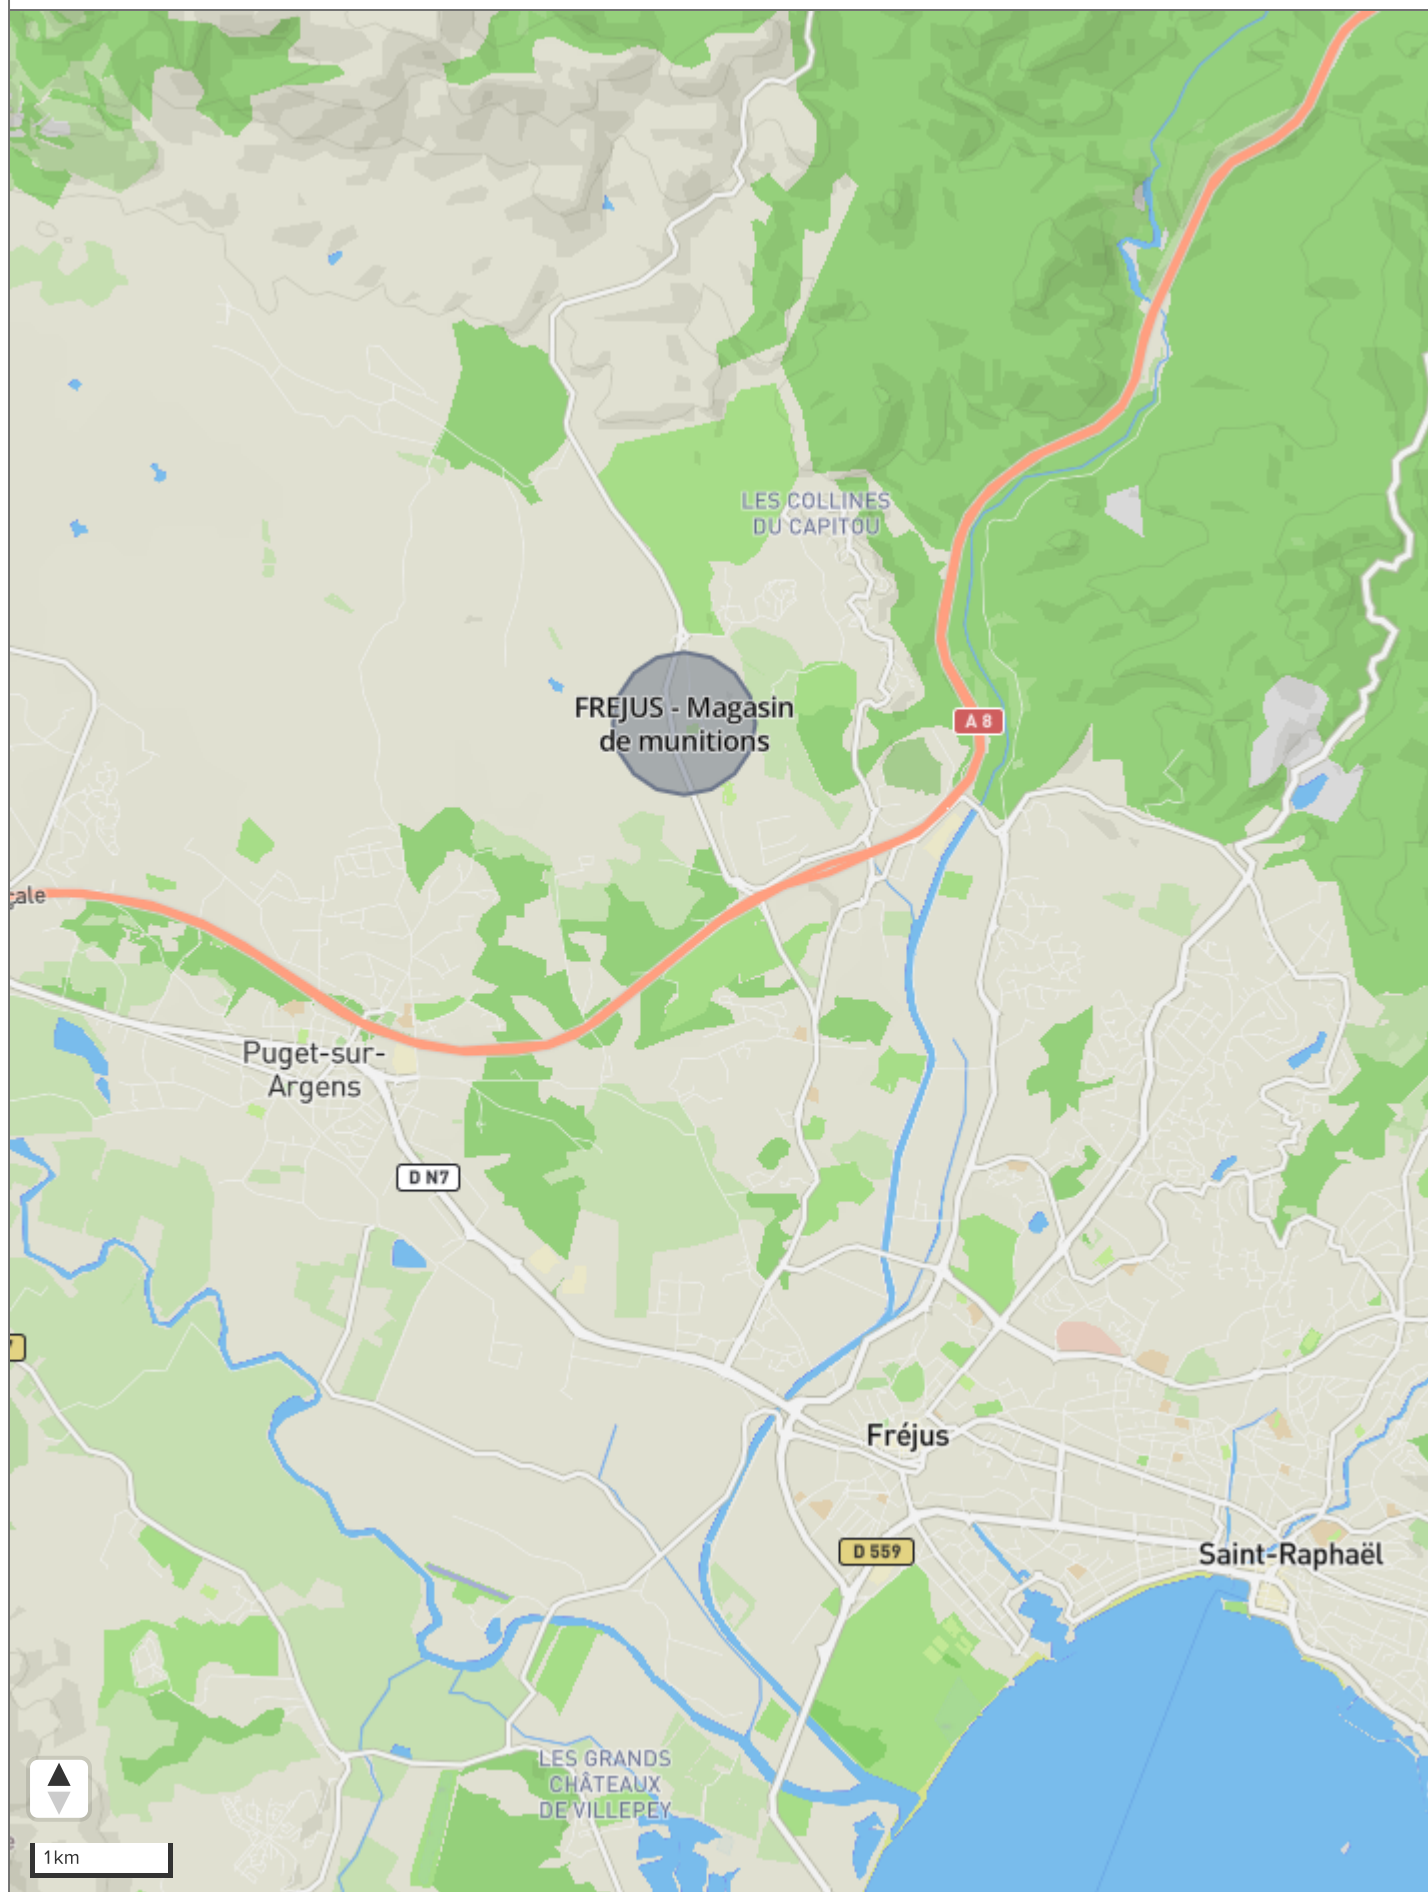 LES COLLINES
DU CAPITOU
FREJUS - Magasin
de munitions
A 8
cale
Puget-sur-
Argens
D N7
Fréjus
D 559
Saint-Raphaël
LES GRANDS
CHÂTEAUX
DE VILLEPEY
1km